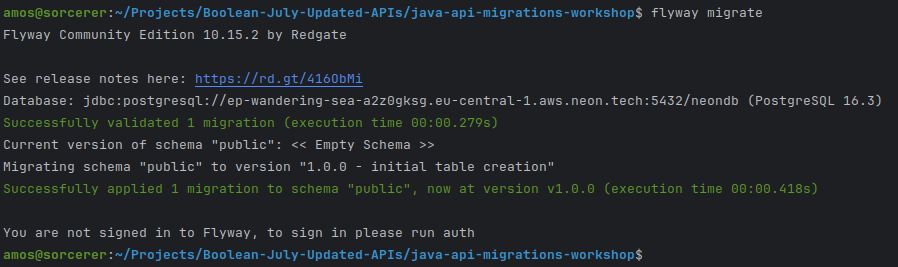 amos@sorcerer:~/Projects/Boolean-July-Updated-APIs/java-api-migrations-workshop$ flyway migrate
Flyway Community Edition 10.15.2 by Redgate
See release notes here: https://rd.gt/416ObMi
Database: jdbc:postgresql://ep-wandering-sea-a2z0gksg.eu-central-1.aws.neon.tech:5432/neondb (PostgreSQL 16.3)
Successfully validated 1 migration (execution time 00:00.279s)
Current version of schema "public": << Empty Schema >>
Migrating schema "public" to version "1.0.0 - initial table creation"
Successfully applied 1 migration to schema "public", now at version v1.0.0 (execution time 00:00.418s)
You are not signed in to Flyway, to sign in please run auth
amos@sorcerer:~/Projects/Boolean-July-Updated-APIs/java-api-migrations-workshop$